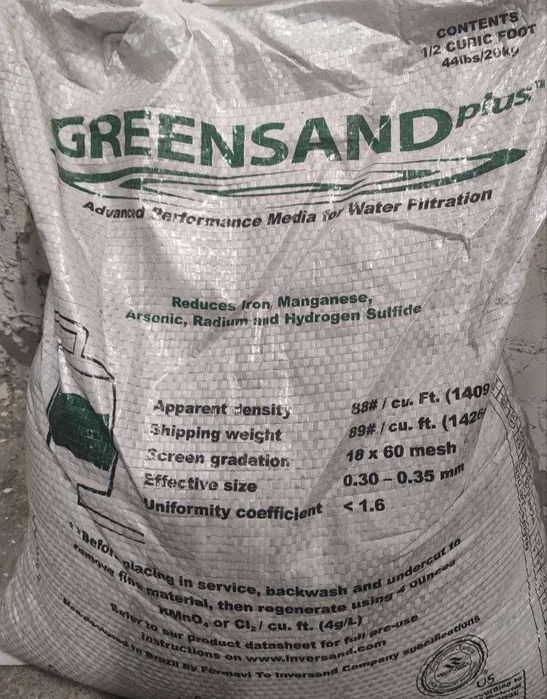 CONTENTS
1/2 CUBIC FOOT
44lbs/20kg
GREENSANDplus™
Advanced Performance Media for Water Filtration
Reduces Iron, Manganese,
Arsenic, Radium and Hydrogen Sulfide
Apparent density 88# / cu. Ft. (1409
Shipping weight 89# / cu. ft. (1426
Screen gradation 18 x 60 mesh
Effective size 0.30 – 0.35 mm
Uniformity coefficient < 1.6
**Before placing in service, backwash and undercut to
remove fine material, then regenerate using 4 ounces
KMnO₄ or Cl₂ / cu. ft. (4g/L)
Refer to our product datasheet for full pre-use
instructions on www.inversand.com
Manufactured in Brazil By Fermavi To Inversand Company specifications
US